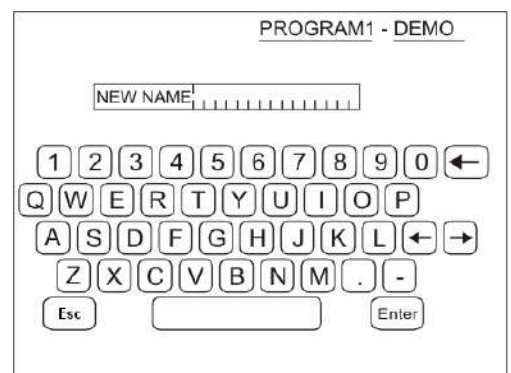 PROGRAM1 - DEMO
NEW NAME
1 2 3 4 5 6 7 8 9 0 ←
Q W E R T Y U I O P
A S D F G H J K L ← →
Z X C V B N M . -
Esc Enter